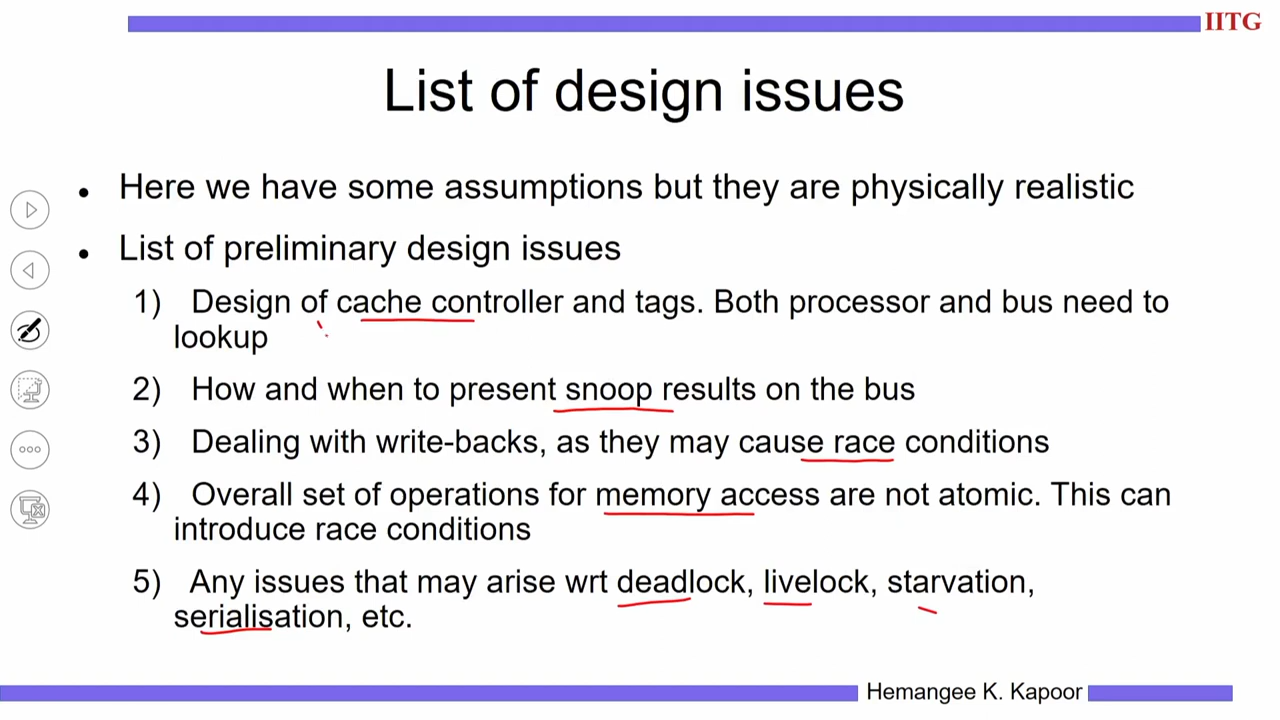 IITG
List of design issues
• Here we have some assumptions but they are physically realistic
• List of preliminary design issues
1) Design of cache controller and tags. Both processor and bus need to
lookup
2) How and when to present snoop results on the bus
3) Dealing with write-backs, as they may cause race conditions
4) Overall set of operations for memory access are not atomic. This can
introduce race conditions
5) Any issues that may arise wrt deadlock, livelock, starvation,
serialisation, etc.
Hemangee K. Kapoor